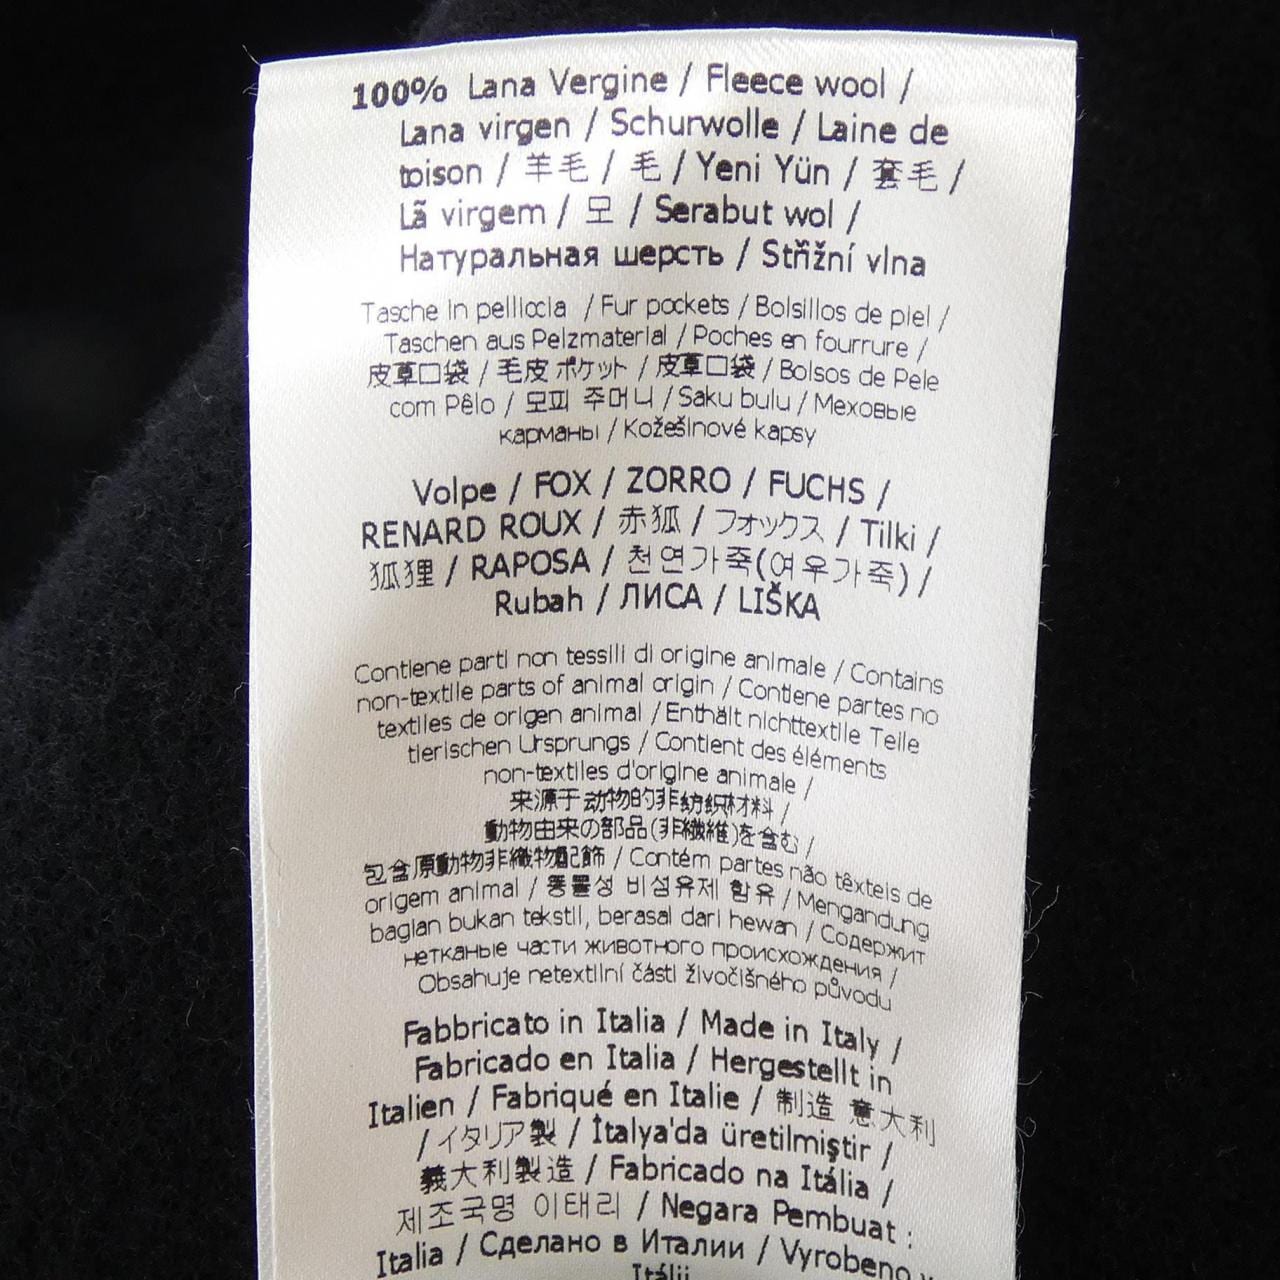 100% Lana Vergine / Fleece wool /
Lana virgen / Schurwolle / Laine de
toison / 羊毛 / 毛 / Yeni Yün / 套毛 /
Lã virgem / 모 / Serabut wol /
Натуральная шерсть / Střižní vlna
Tasche in pelliccia / Fur pockets / Bolsillos de piel /
Taschen aus Pelzmaterial / Poches en fourrure /
皮草口袋 / 毛皮 ポケット / 皮草口袋 / Bolsos de Pele
com Pêlo / 모피 주머니 / Saku bulu / Меховые
карманы / Kožešinové kapsy
Volpe / FOX / ZORRO / FUCHS /
RENARD ROUX / 赤狐 / フォックス / Tilki /
狐狸 / RAPOSA / 천연가죽(여우가죽) /
Rubah / ЛИСА / LIŠKA
Contiene parti non tessili di origine animale / Contains
non-textile parts of animal origin / Contiene partes no
textiles de origen animal / Enthält nichttextile Teile
tierischen Ursprungs / Contient des éléments
non-textiles d'origine animale /
来源于动物的非纺织材料 /
動物由来の部品(非繊維)を含む /
包含原動物非織物配飾 / Contém partes não têxteis de
origem animal / 동물성 비섬유제 함유 / Mengandung
bagian bukan tekstil, berasal dari hewan / Содержит
нетканые части животного происхождения /
Obsahuje netextilní části živočišného původu
Fabbricato in Italia / Made in Italy /
Fabricado en Italia / Hergestellt in
Italien / Fabriqué en Italie / 制造 意大利
/ イタリア製 / İtalya'da üretilmiştir /
義大利製造 / Fabricado na Itália /
제조국명 이태리 / Negara Pembuat :
Italia / Сделано в Италии / Vyrobeno v
Itálii